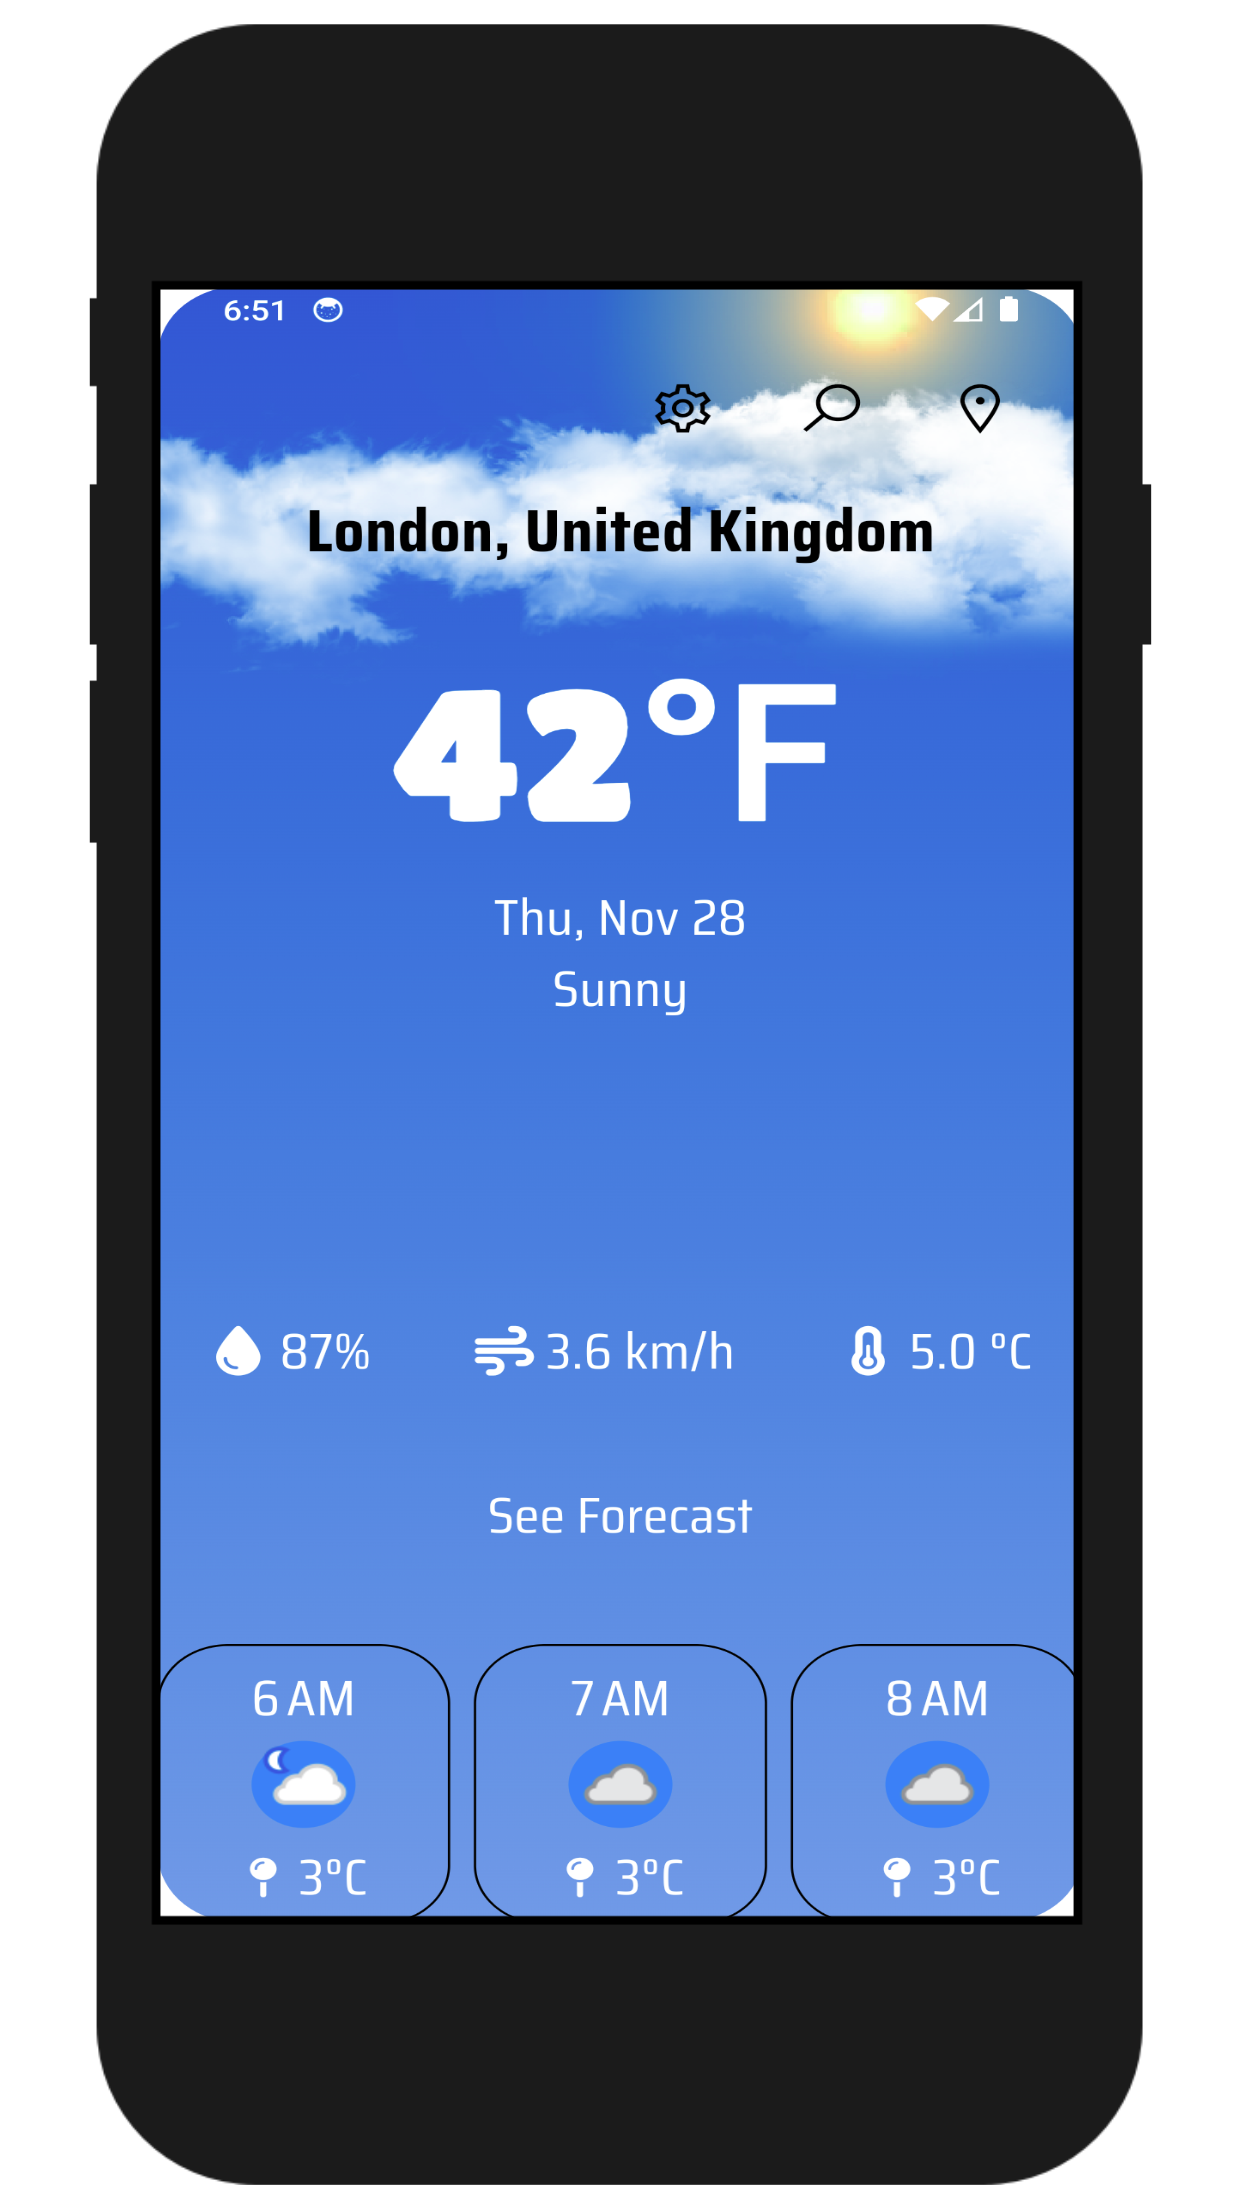 6:51
London, United Kingdom
42°F
Thu, Nov 28
Sunny
87% 3.6 km/h 5.0 °C
See Forecast
6 AM 7 AM 8 AM
3°C 3°C 3°C